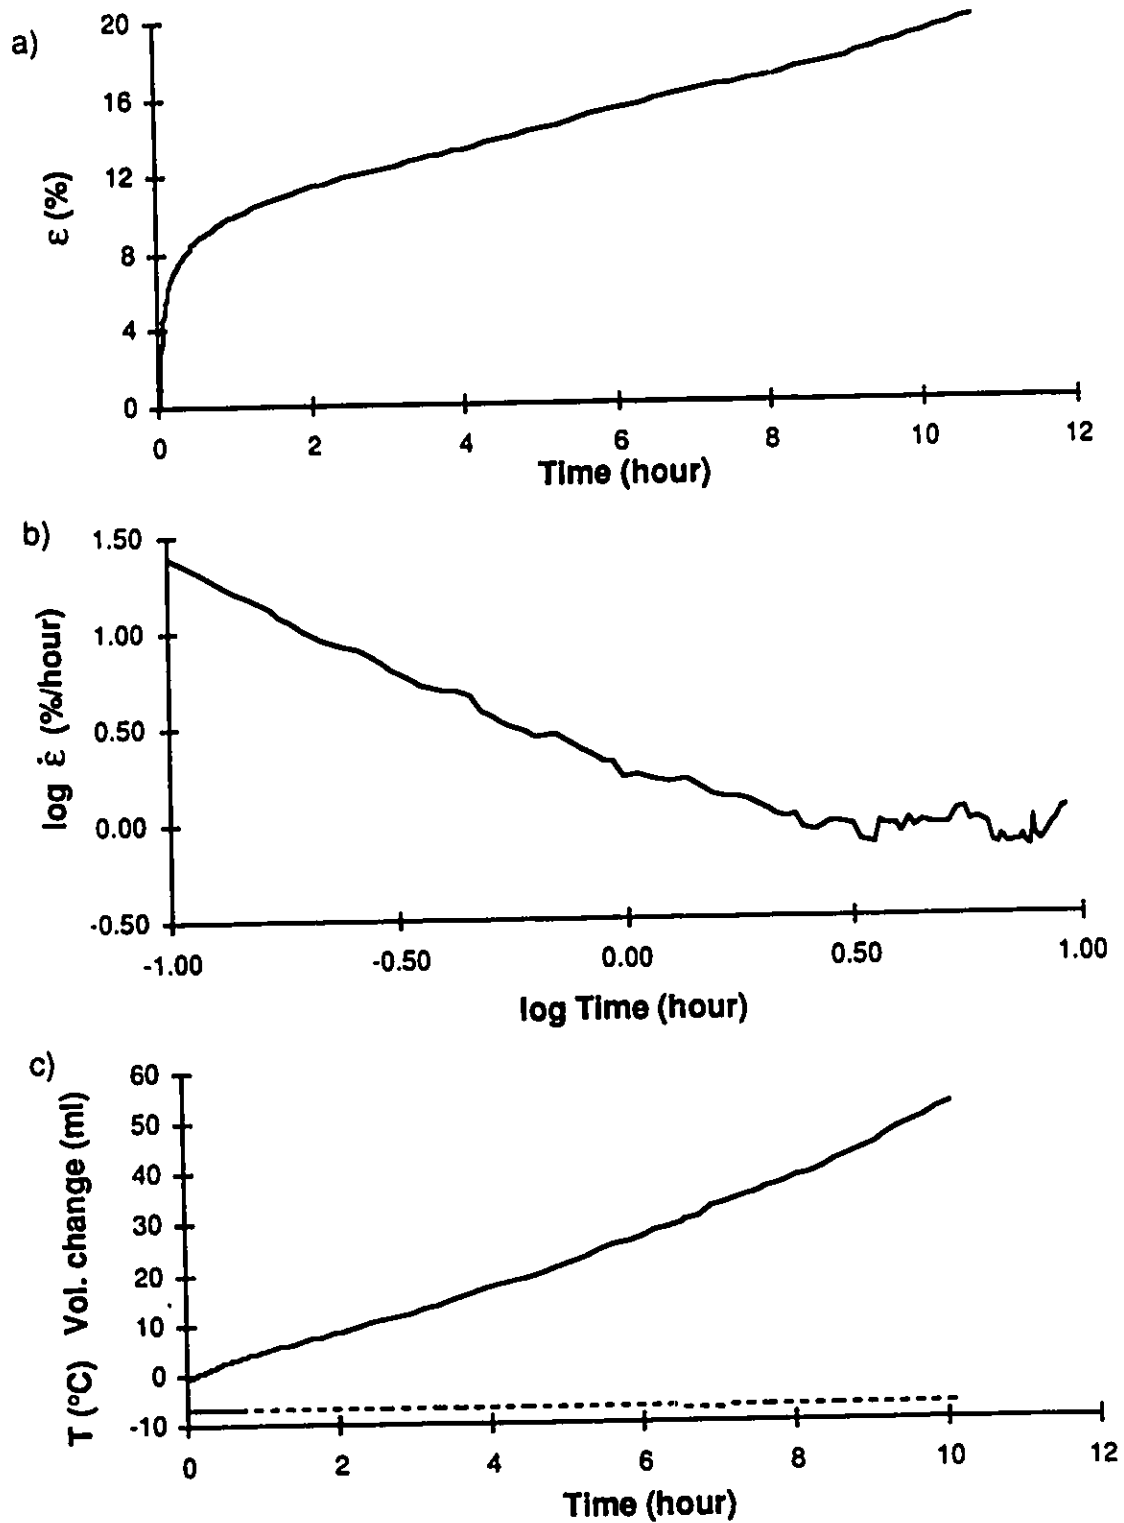 a)
20
16
12
8
4
0
ε (%)
0 2 4 6 8 10 12
Time (hour)
b)
1.50
1.00
0.50
0.00
-0.50
log ε̇ (%/hour)
-1.00 -0.50 0.00 0.50 1.00
log Time (hour)
c)
60
50
40
30
20
10
0
-10
T (°C) Vol. change (ml)
0 2 4 6 8 10 12
Time (hour)